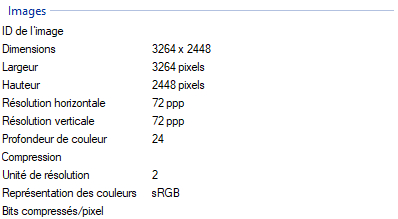 Images
ID de l'image
Dimensions 3264 x 2448
Largeur 3264 pixels
Hauteur 2448 pixels
Résolution horizontale 72 ppp
Résolution verticale 72 ppp
Profondeur de couleur 24
Compression
Unité de résolution 2
Représentation des couleurs sRGB
Bits compressés/pixel